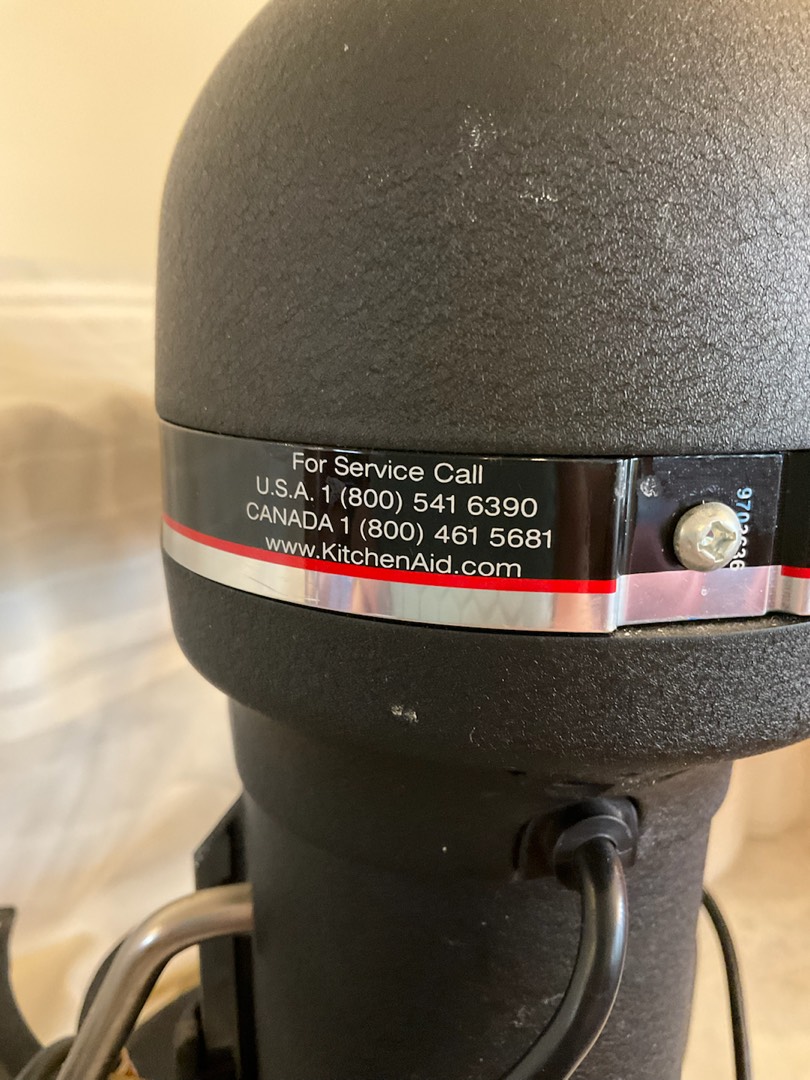 For Service Call
U.S.A. 1 (800) 541 6390
CANADA 1 (800) 461 5681
www.KitchenAid.com